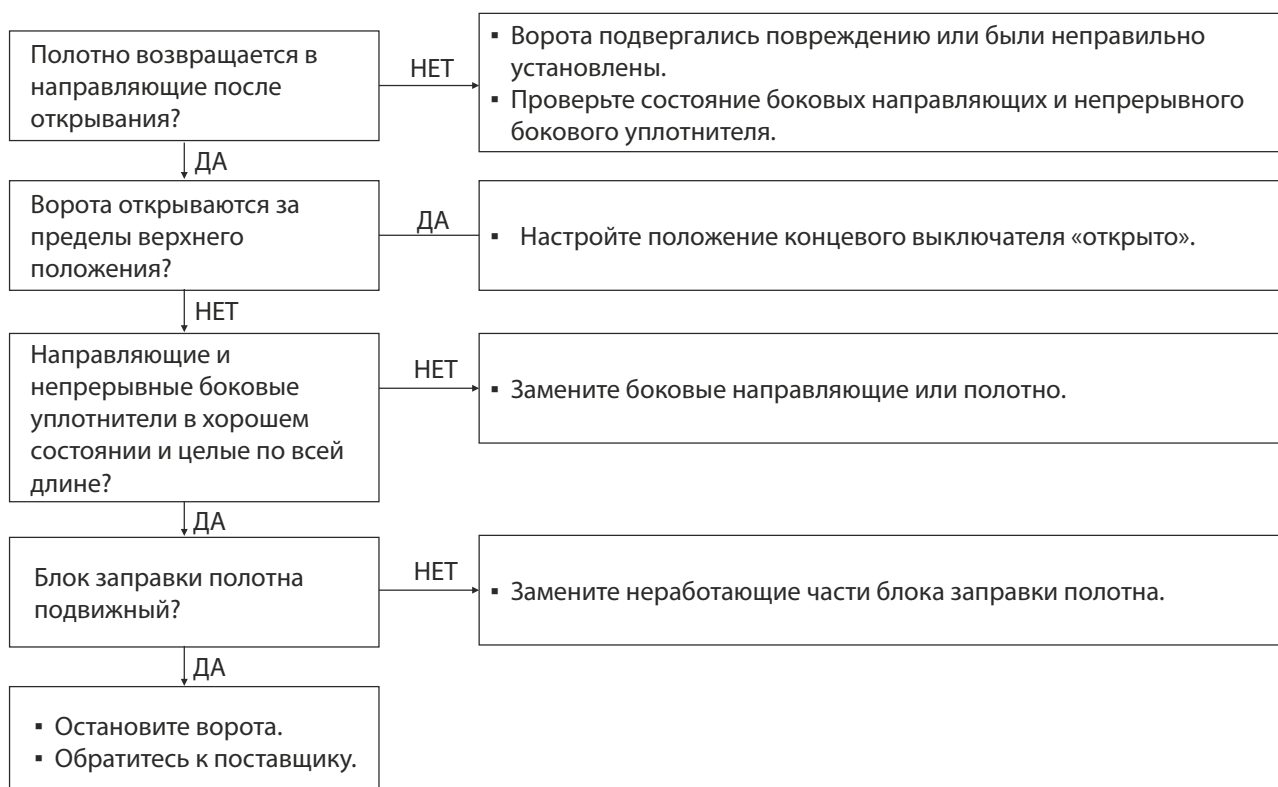 Полотно возвращается в
направляющие после
открывания?
НЕТ
▪ Ворота подвергались повреждению или были неправильно
установлены.
▪ Проверьте состояние боковых направляющих и непрерывного
бокового уплотнителя.
ДА
Ворота открываются за
пределы верхнего
положения?
ДА
▪ Настройте положение концевого выключателя «открыто».
НЕТ
Направляющие и
непрерывные боковые
уплотнители в хорошем
состоянии и целые по всей
длине?
НЕТ
▪ Замените боковые направляющие или полотно.
ДА
Блок заправки полотна
подвижный?
НЕТ
▪ Замените неработающие части блока заправки полотна.
ДА
▪ Остановите ворота.
▪ Обратитесь к поставщику.